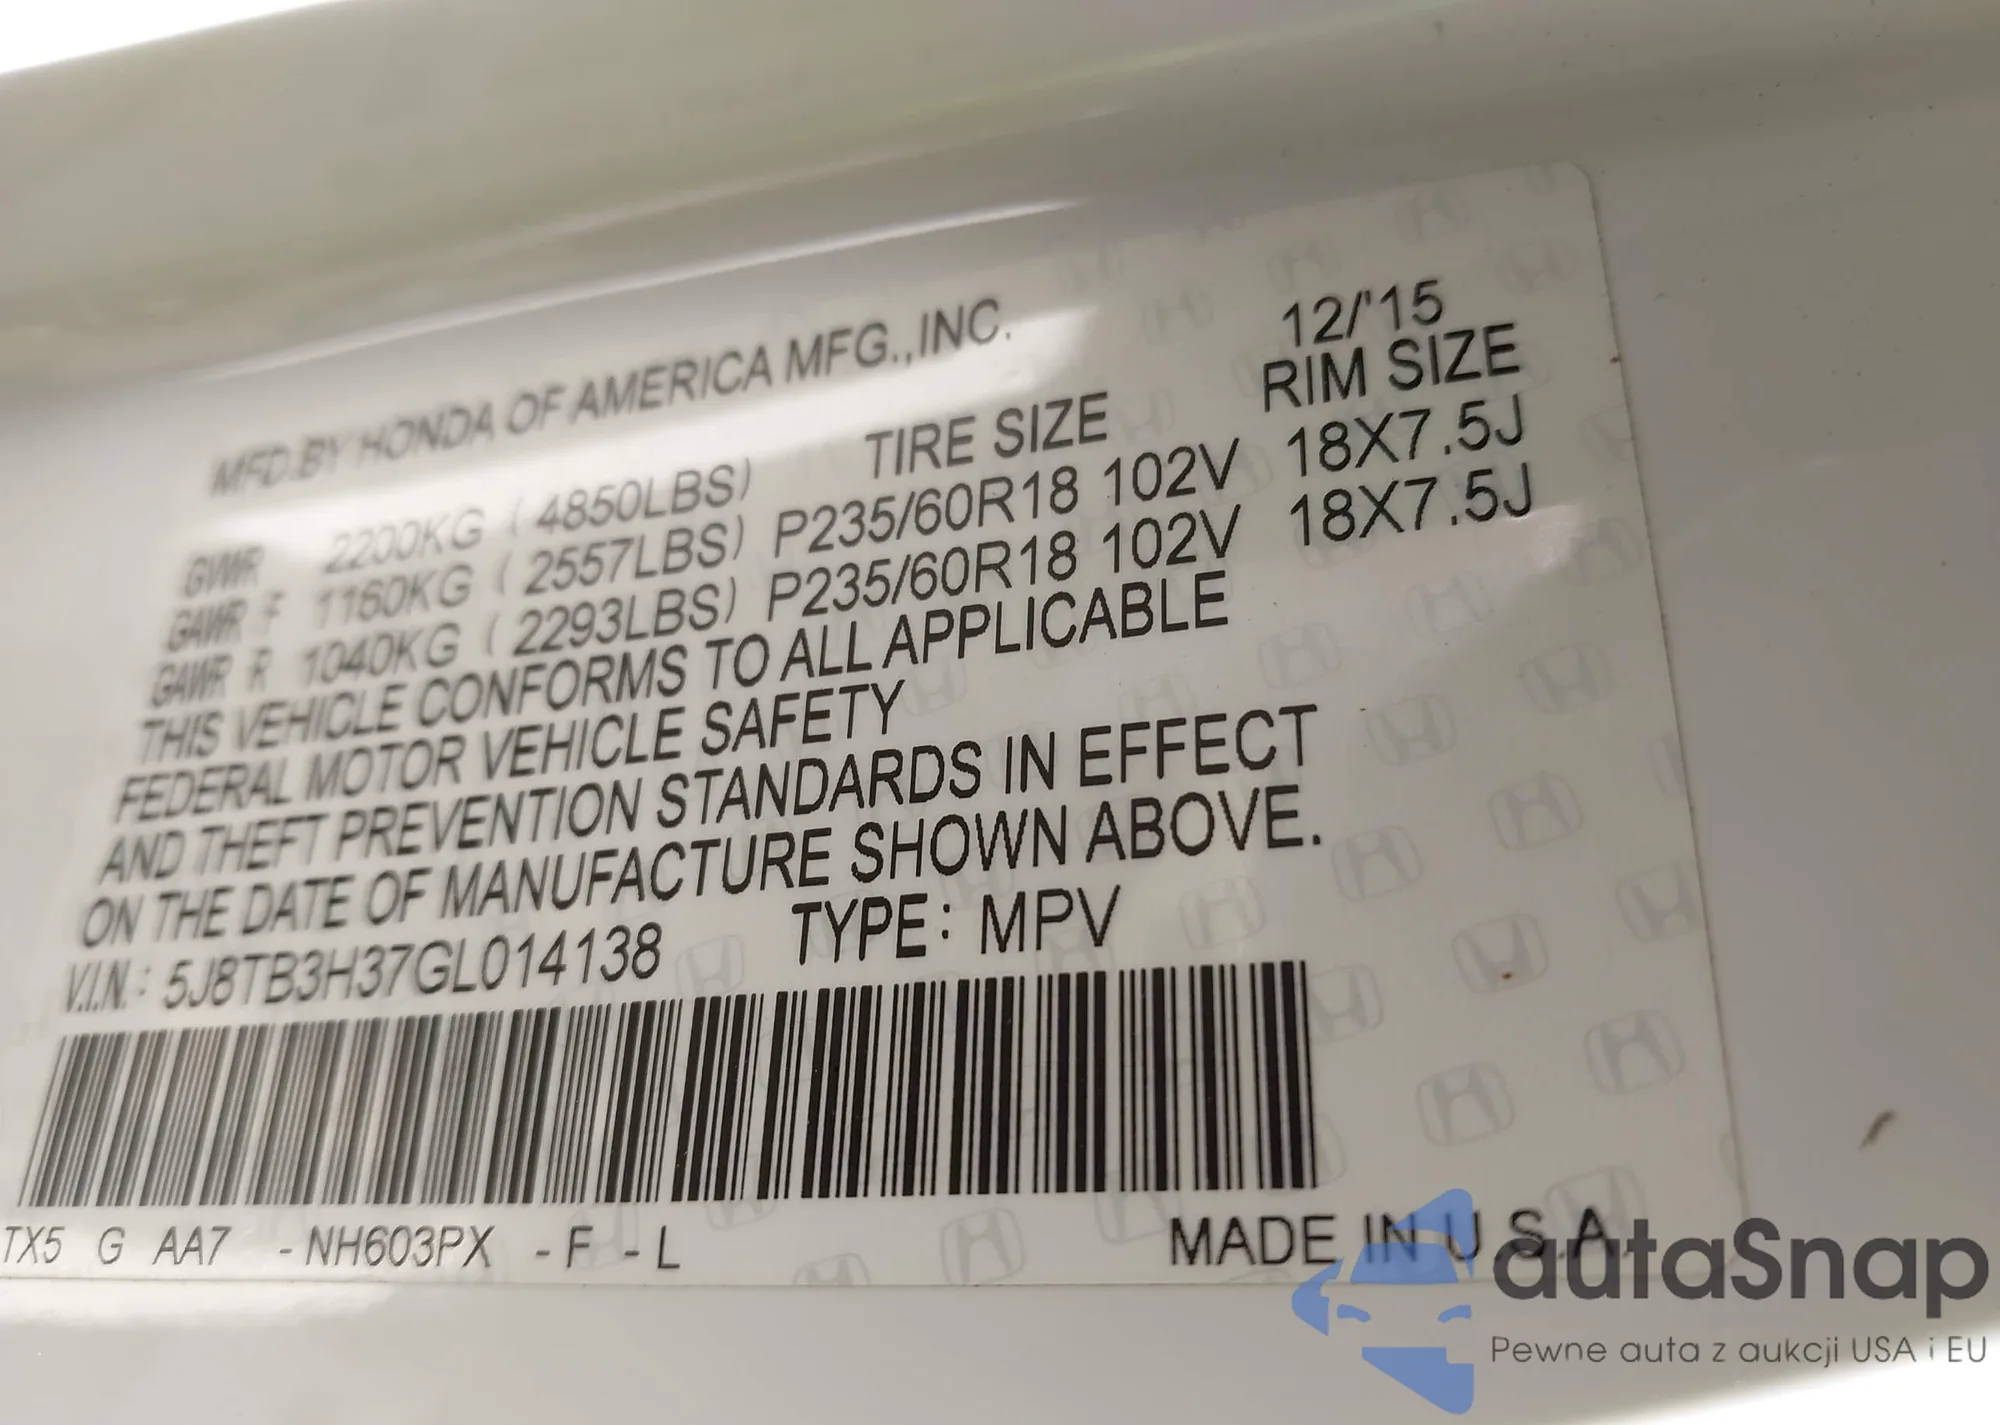 MFD.BY HONDA OF AMERICA MFG.,INC. 12/'15
TIRE SIZE RIM SIZE
GVWR 2200KG (4850LBS)
GAWR F 1160KG (2557LBS) P235/60R18 102V 18X7.5J
GAWR R 1040KG (2293LBS) P235/60R18 102V 18X7.5J
THIS VEHICLE CONFORMS TO ALL APPLICABLE
FEDERAL MOTOR VEHICLE SAFETY
AND THEFT PREVENTION STANDARDS IN EFFECT
ON THE DATE OF MANUFACTURE SHOWN ABOVE.
V.I.N.: 5J8TB3H37GL014138 TYPE: MPV
TX5 G AA7 -NH603PX -F -L MADE IN U.S.A.
autaSnap
Pewne auta z aukcji USA i EU